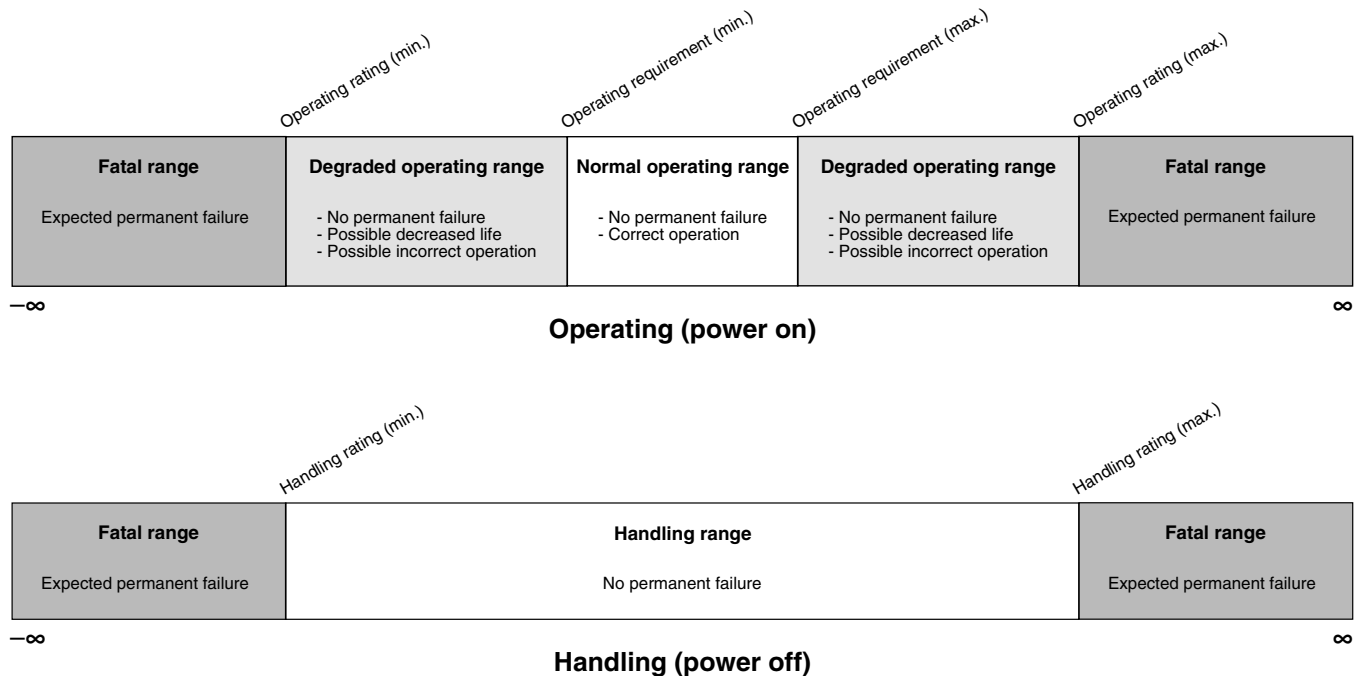 Operating rating (min.)
Operating requirement (min.)
Operating requirement (max.)
Operating rating (max.)
Fatal range
Degraded operating range
Normal operating range
Degraded operating range
Fatal range
Expected permanent failure
- No permanent failure
- Possible decreased life
- Possible incorrect operation
- No permanent failure
- Correct operation
- No permanent failure
- Possible decreased life
- Possible incorrect operation
Expected permanent failure
−∞
∞
Operating (power on)
Handling rating (min.)
Handling rating (max.)
Fatal range
Handling range
Fatal range
Expected permanent failure
No permanent failure
Expected permanent failure
−∞
∞
Handling (power off)